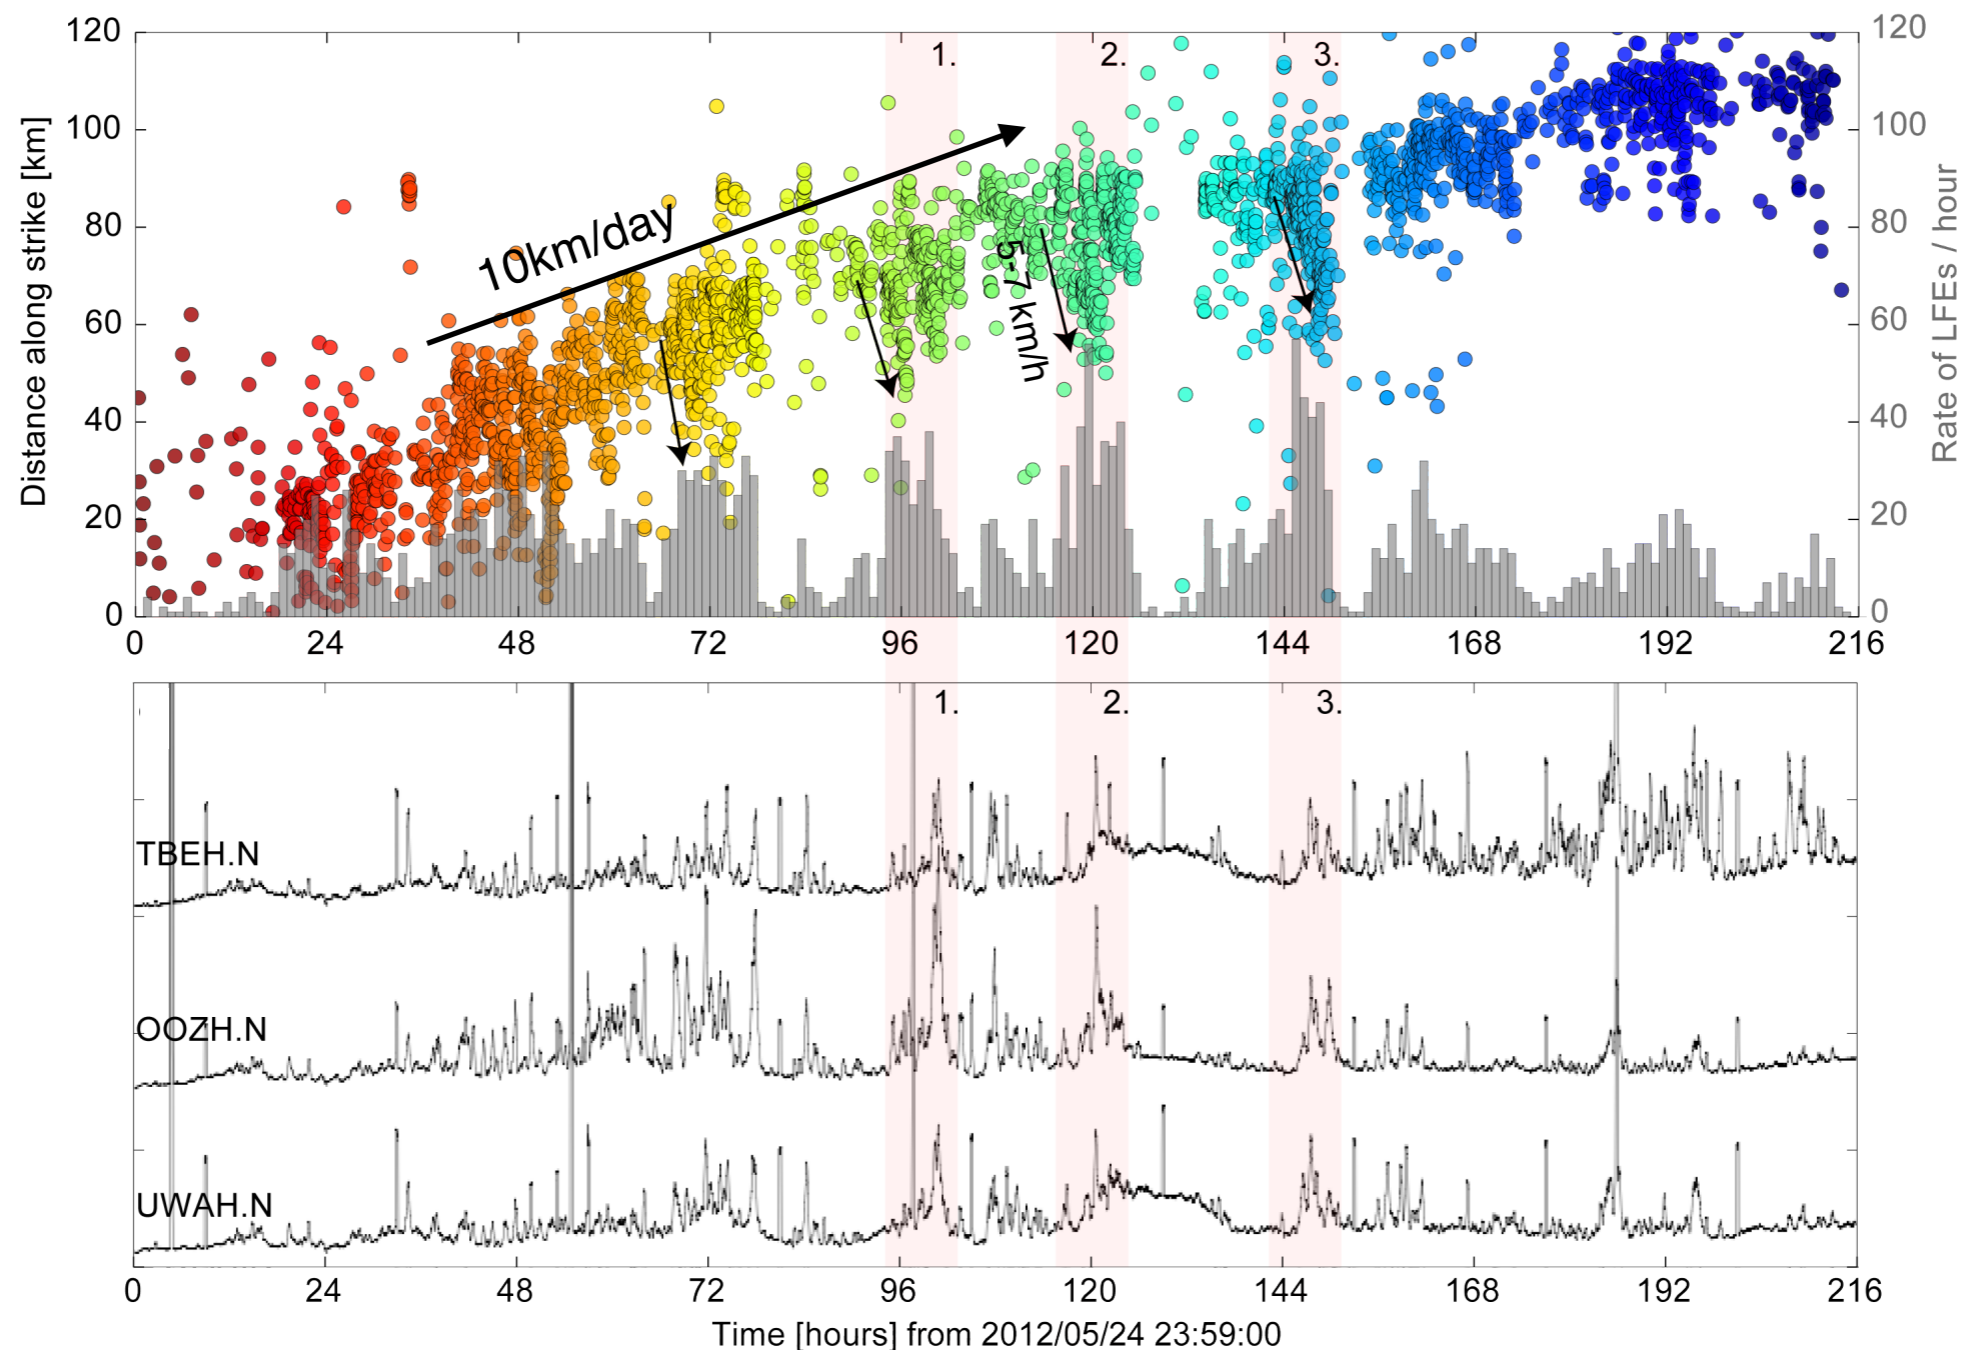 120
100
80
60
40
20
0
Distance along strike [km]
120
100
80
60
40
20
0
Rate of LFEs / hour
1.
2.
3.
10km/day
5-7 km/h
0 24 48 72 96 120 144 168 192 216
1.
2.
3.
TBEH.N
OOZH.N
UWAH.N
0 24 48 72 96 120 144 168 192 216
Time [hours] from 2012/05/24 23:59:00